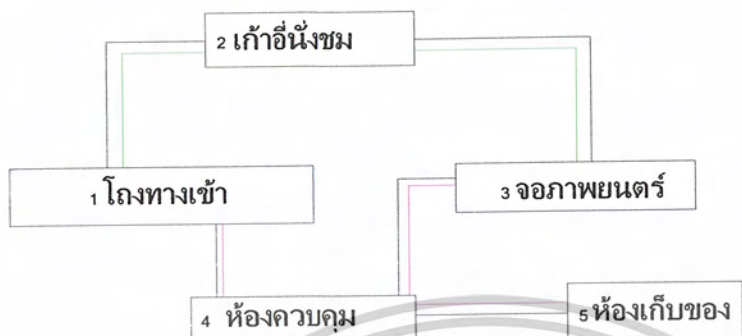 2 เก้าอี้นั่งชม
1 โถงทางเข้า
3 จอภาพยนตร์
4 ห้องควบคุม
5 ห้องเก็บของ